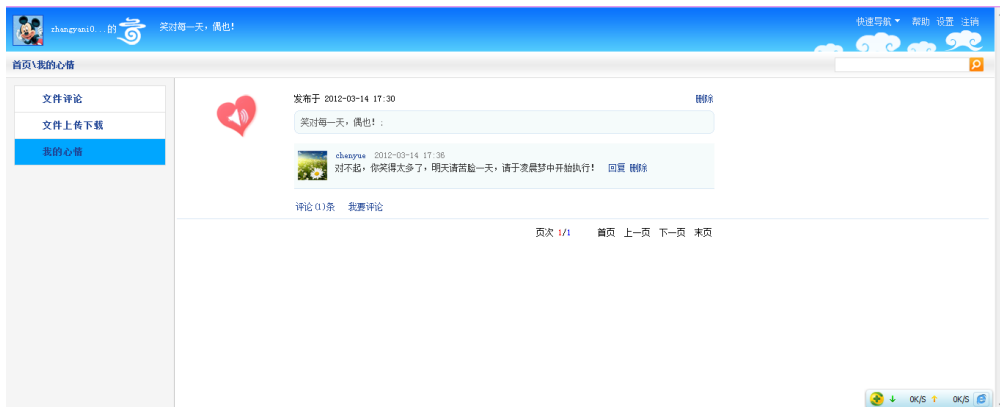 zhangyani0...的 笑对每一天，偶也！ 快速导航 帮助 设置 注销
首页\我的心情
文件评论
文件上传下载
我的心情
发布于 2012-03-14 17:30 删除
笑对每一天，偶也！;
chenyue 2012-03-14 17:36
对不起，你笑得太多了，明天请苦脸一天，请于凌晨梦中开始执行！ 回复 删除
评论(1)条 我要评论
页次 1/1 首页 上一页 下一页 末页
0K/S 0K/S